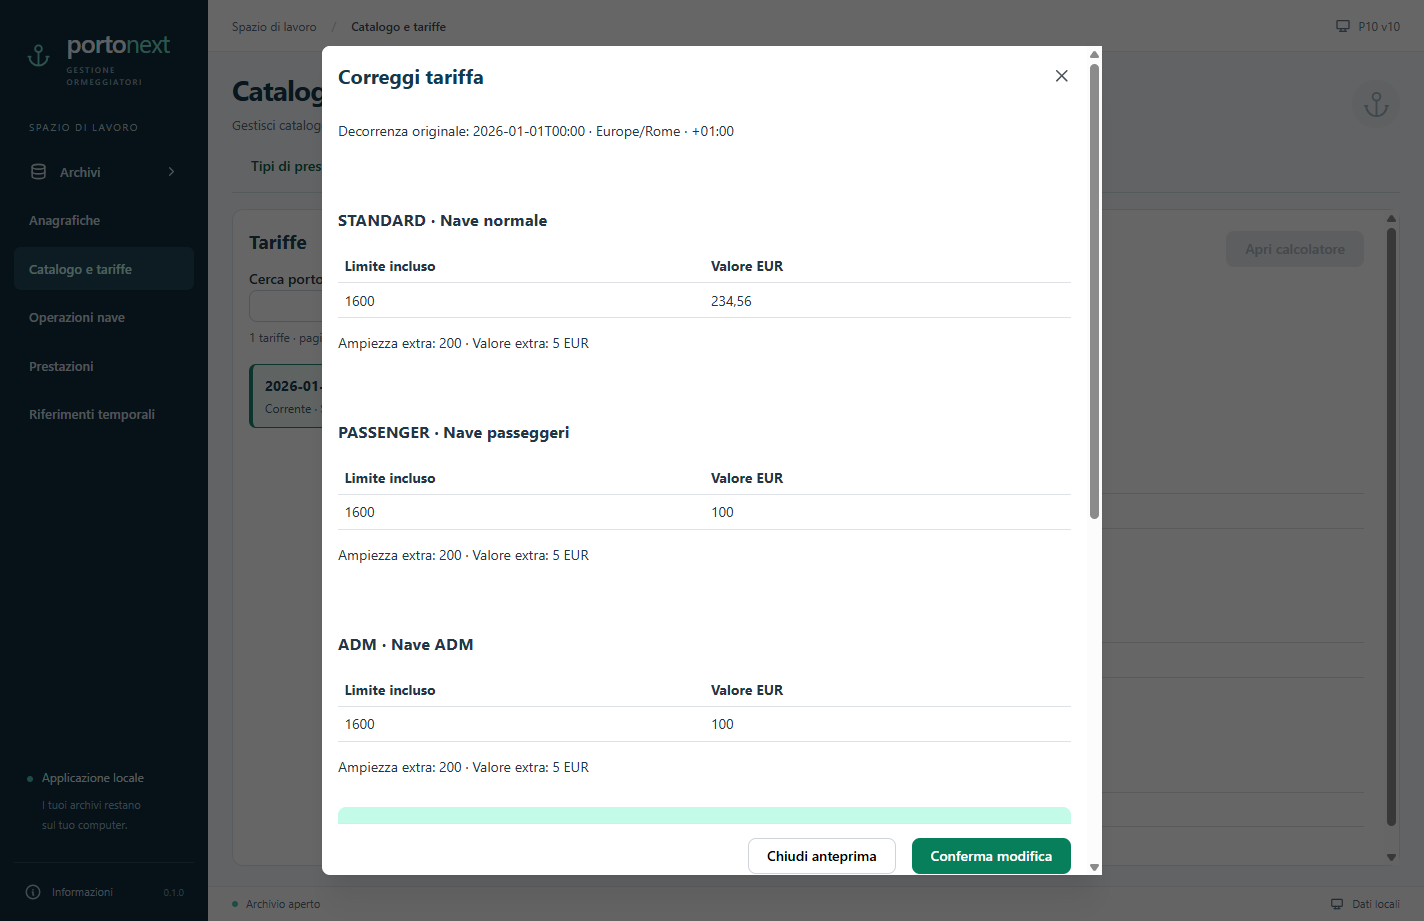 portonext
GESTIONE
ORMEGGIATORI
SPAZIO DI LAVORO
Archivi
Anagrafiche
Catalogo e tariffe
Operazioni nave
Prestazioni
Riferimenti temporali
Applicazione locale
I tuoi archivi restano
sul tuo computer.
Informazioni
0.1.0
Spazio di lavoro / Catalogo e tariffe
P10 v10
Catalog
Gestisci catalog
Tipi di pres
Tariffe
Apri calcolatore
Cerca porto
1 tariffe · pagi
2026-01-
Corrente ·
Correggi tariffa
Decorrenza originale: 2026-01-01T00:00 · Europe/Rome · +01:00
STANDARD · Nave normale
Limite incluso Valore EUR
1600 234,56
Ampiezza extra: 200 · Valore extra: 5 EUR
PASSENGER · Nave passeggeri
Limite incluso Valore EUR
1600 100
Ampiezza extra: 200 · Valore extra: 5 EUR
ADM · Nave ADM
Limite incluso Valore EUR
1600 100
Ampiezza extra: 200 · Valore extra: 5 EUR
Chiudi anteprima
Conferma modifica
Archivio aperto
Dati locali